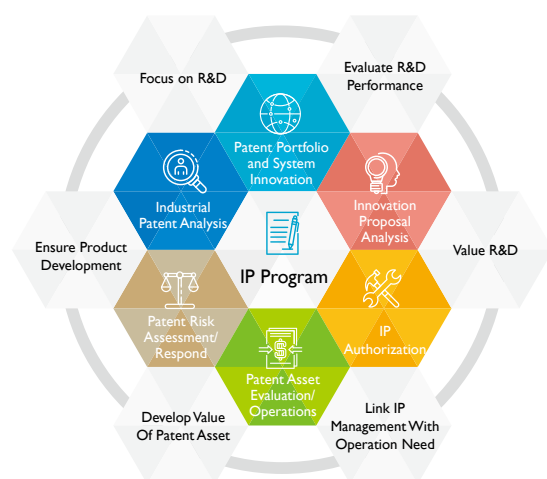 Focus on R&D
Evaluate R&D
Performance
Patent Portfolio
and System
Innovation
Industrial
Patent Analysis
Innovation
Proposal
Analysis
Ensure Product
Development
IP Program
Value R&D
Patent Risk
Assessment/
Respond
IP
Authorization
Patent Asset
Evaluation/
Operations
Develop Value
Of Patent Asset
Link IP
Management With
Operation Need